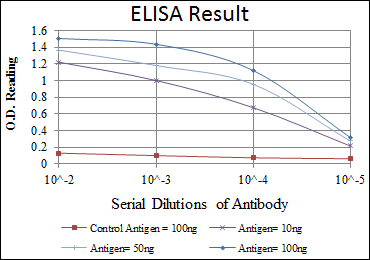 ELISA Result
O.D. Reading
1.6
1.4
1.2
1
0.8
0.6
0.4
0.2
0
10^-2 10^-3 10^-4 10^-5
Serial Dilutions of Antibody
Control Antigen = 100ng Antigen= 10ng
Antigen= 50ng Antigen= 100ng